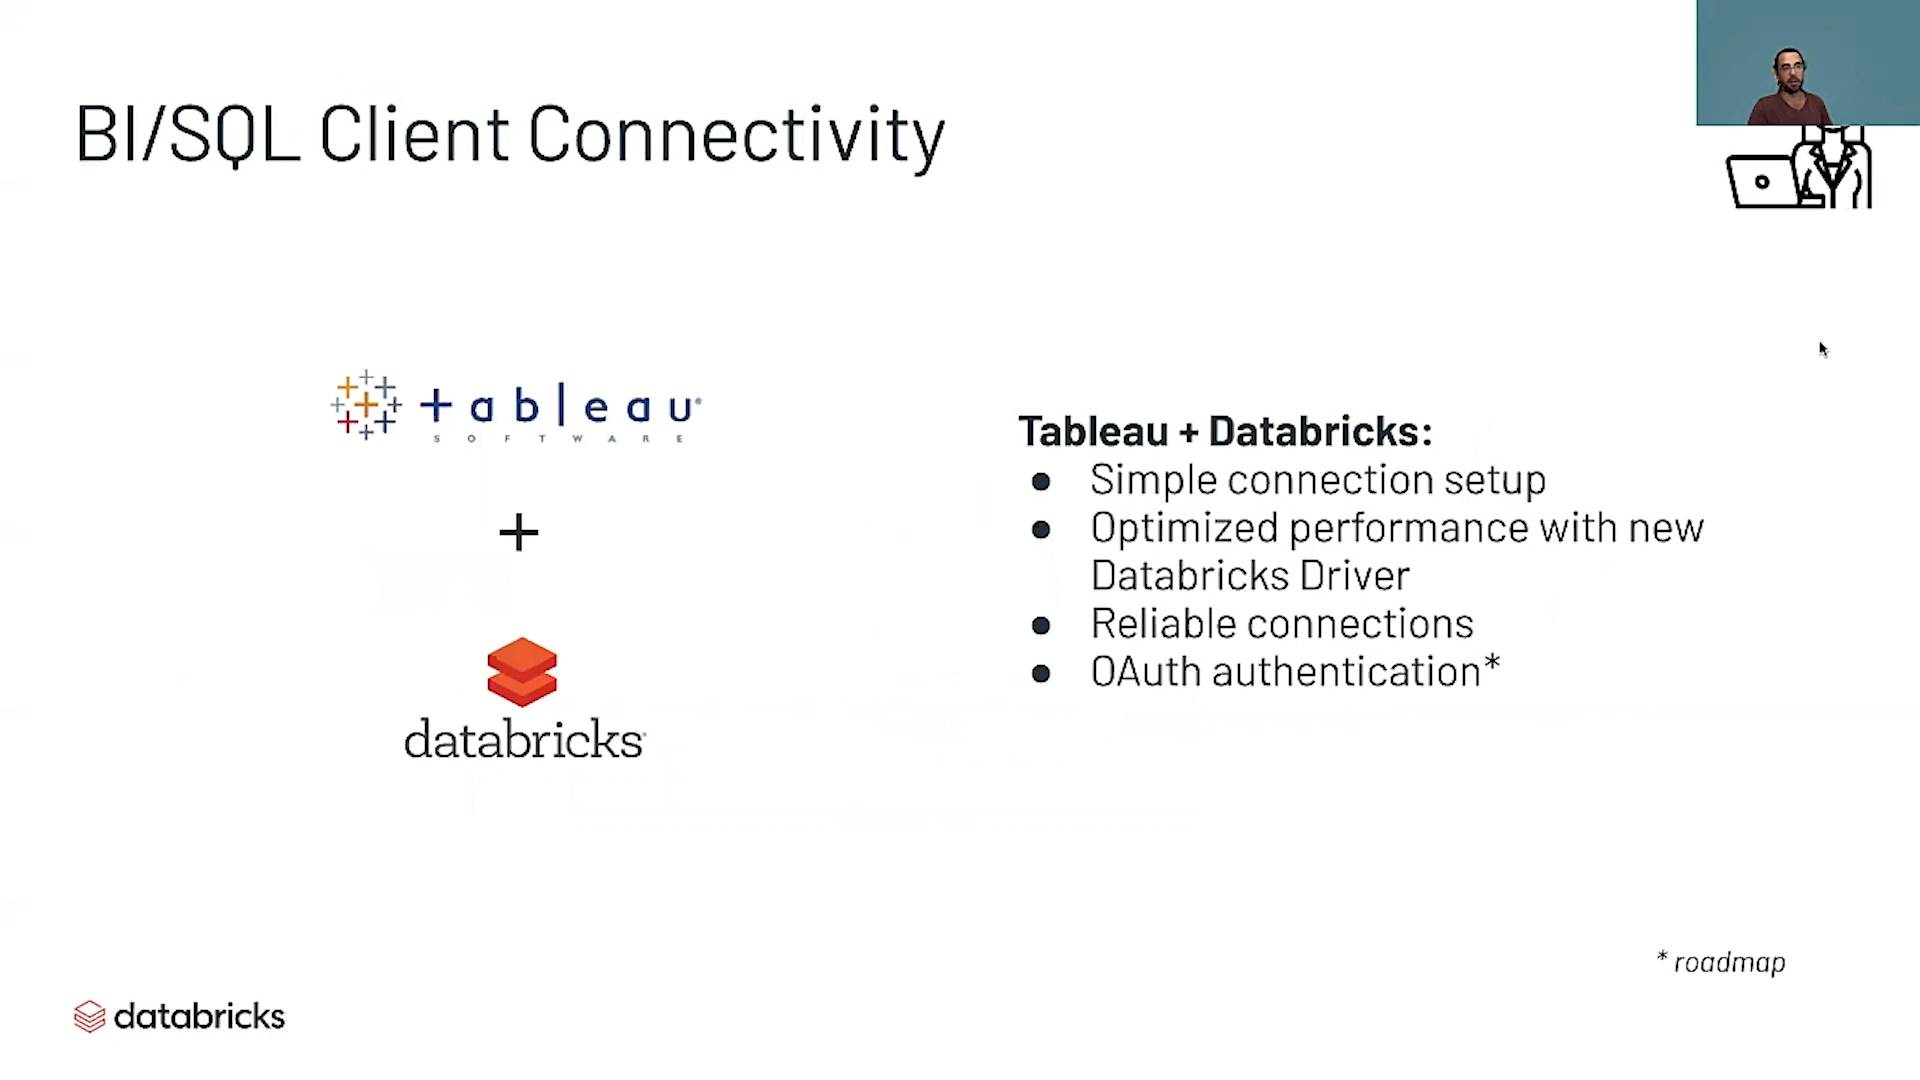 BI/SQL Client Connectivity
tableau
SOFTWARE
+
databricks
Tableau + Databricks:
● Simple connection setup
● Optimized performance with new
Databricks Driver
● Reliable connections
● OAuth authentication*
* roadmap
databricks